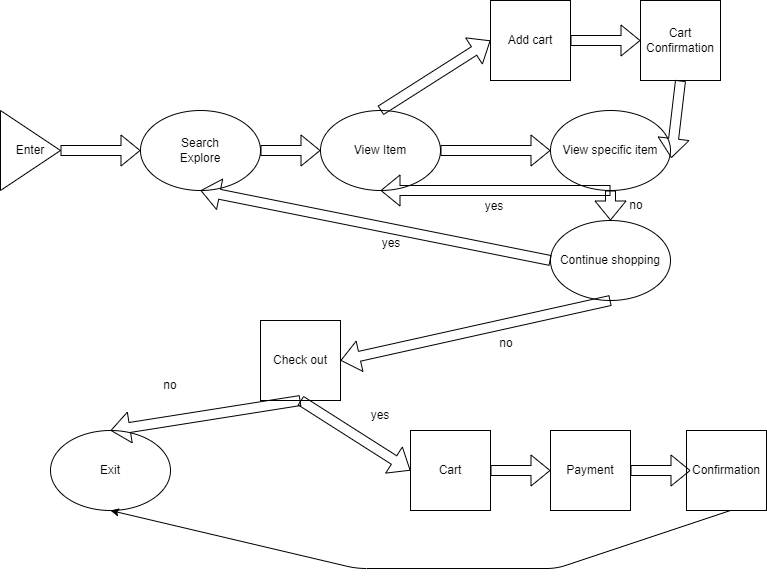 Add cart
Cart
Confirmation
Enter
Search
Explore
View Item
View specific item
yes
no
yes
Continue shopping
no
Check out
no
yes
Exit
Cart
Payment
Confirmation